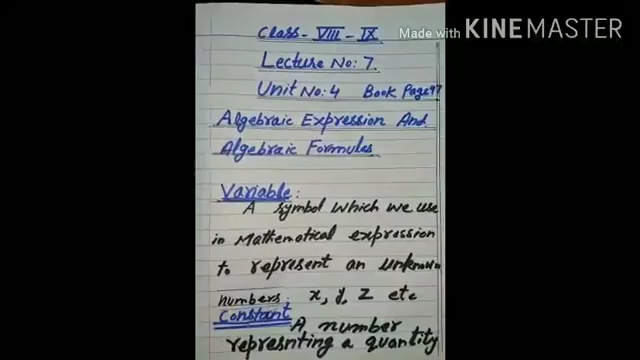 Made with KINEMASTER
Class - VIII - IX
Lecture No: 7.
Unit No: 4 Book Page 97
Algebraic Expression And
Algebraic Formulas
Variable:
A symbol which we use
in Mathematical expression
to represent an unknown
numbers. x, y, z etc
Constant
A number
represnting a quantity